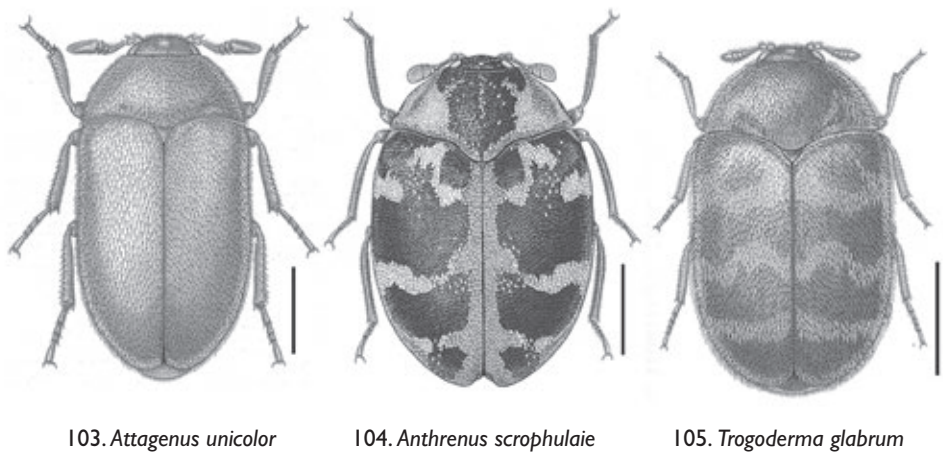 103. Attagenus unicolor
104. Anthrenus scrophulaie
105. Trogoderma glabrum